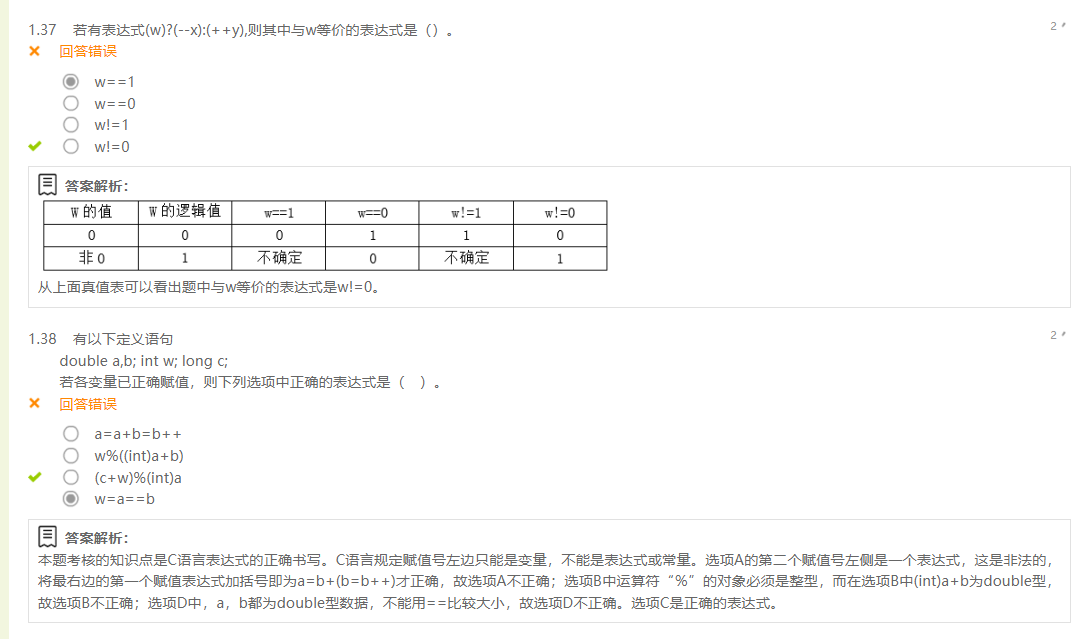 1.37 若有表达式(w)?(--x):(++y),则其中与w等价的表达式是（）。
2
回答错误
w==1
w==0
w!=1
w!=0
答案解析：
W的值 W的逻辑值 w==1 w==0 w!=1 w!=0
0 0 0 1 1 0
非0 1 不确定 0 不确定 1
从上面真值表可以看出题中与w等价的表达式是w!=0。
1.38 有以下定义语句
2
double a,b; int w; long c;
若各变量已正确赋值，则下列选项中正确的表达式是（ ）。
回答错误
a=a+b=b++
w%((int)a+b)
(c+w)%(int)a
w=a==b
答案解析：
本题考核的知识点是C语言表达式的正确书写。C语言规定赋值号左边只能是变量，不能是表达式或常量。选项A的第二个赋值号左侧是一个表达式，这是非法的，
将最右边的第一个赋值表达式加括号即为a=b+(b=b++)才正确，故选项A不正确；选项B中运算符“%”的对象必须是整型，而在选项B中(int)a+b为double型，
故选项B不正确；选项D中，a，b都为double型数据，不能用==比较大小，故选项D不正确。选项C是正确的表达式。